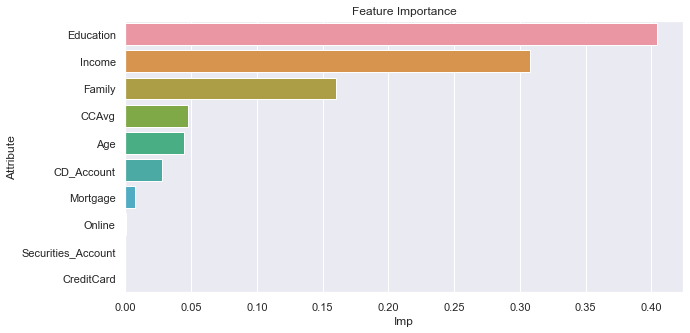 Feature Importance
Attribute
Education
Income
Family
CCAvg
Age
CD_Account
Mortgage
Online
Securities_Account
CreditCard
0.00 0.05 0.10 0.15 0.20 0.25 0.30 0.35 0.40
Imp